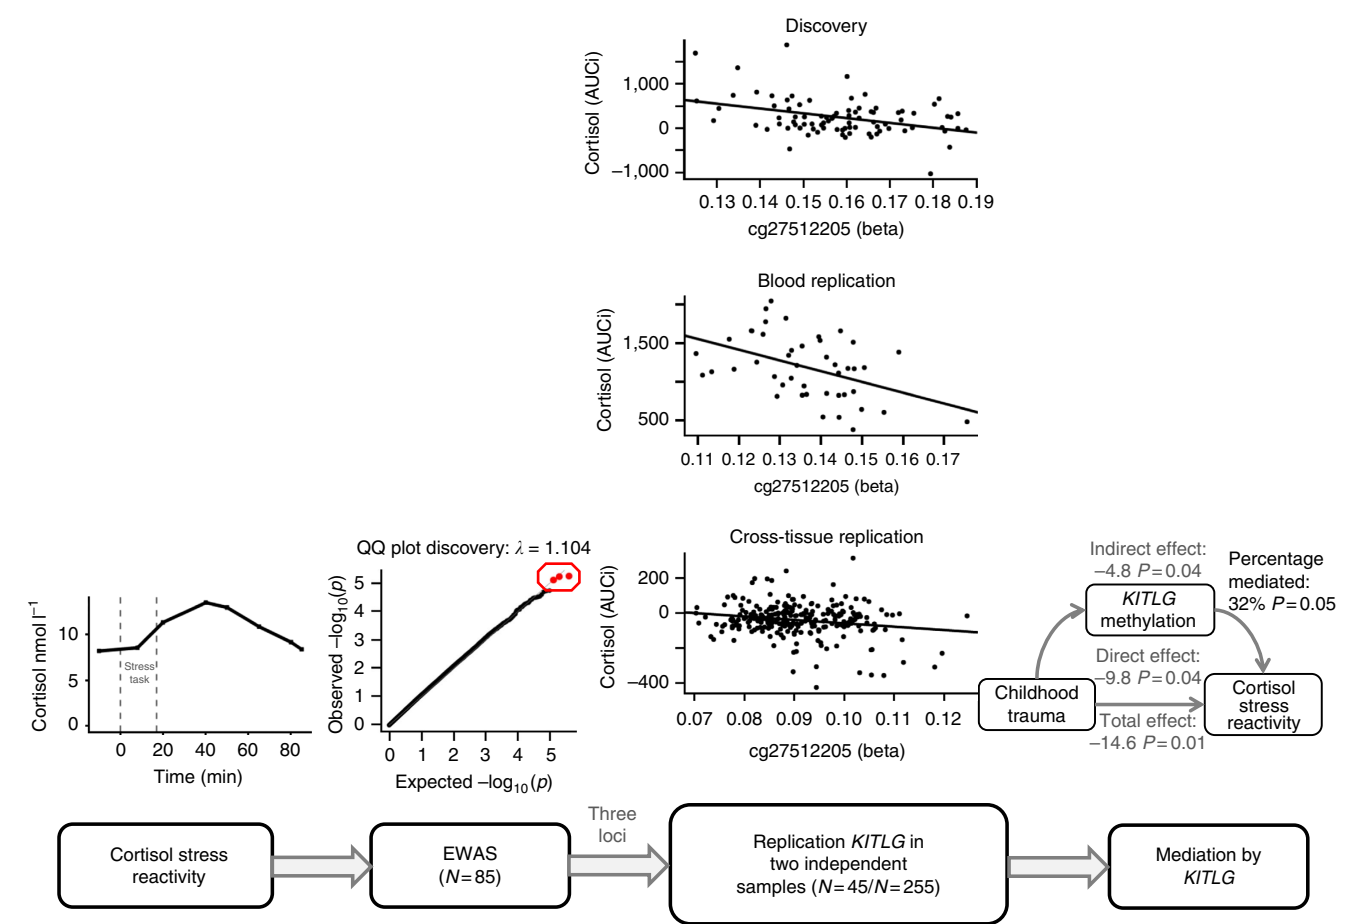 Discovery
Cortisol (AUCi)
1,000
0
–1,000
0.13 0.14 0.15 0.16 0.17 0.18 0.19
cg27512205 (beta)
Blood replication
Cortisol (AUCi)
1,500
500
0.11 0.12 0.13 0.14 0.15 0.16 0.17
cg27512205 (beta)
Cortisol nmol l⁻¹
10
5
0
Stress
task
0 20 40 60 80
Time (min)
QQ plot discovery: λ = 1.104
Observed –log₁₀(p)
5
4
3
2
1
0
0 1 2 3 4 5
Expected –log₁₀(p)
Cross-tissue replication
Cortisol (AUCi)
200
0
–400
0.07 0.08 0.09 0.10 0.11 0.12
cg27512205 (beta)
Indirect effect:
–4.8 P = 0.04
Percentage
mediated:
32% P = 0.05
KITLG
methylation
Direct effect:
–9.8 P = 0.04
Childhood
trauma
Cortisol
stress
reactivity
Total effect:
–14.6 P = 0.01
Cortisol stress
reactivity
EWAS
(N = 85)
Three
loci
Replication KITLG in
two independent
samples (N = 45/N = 255)
Mediation by
KITLG